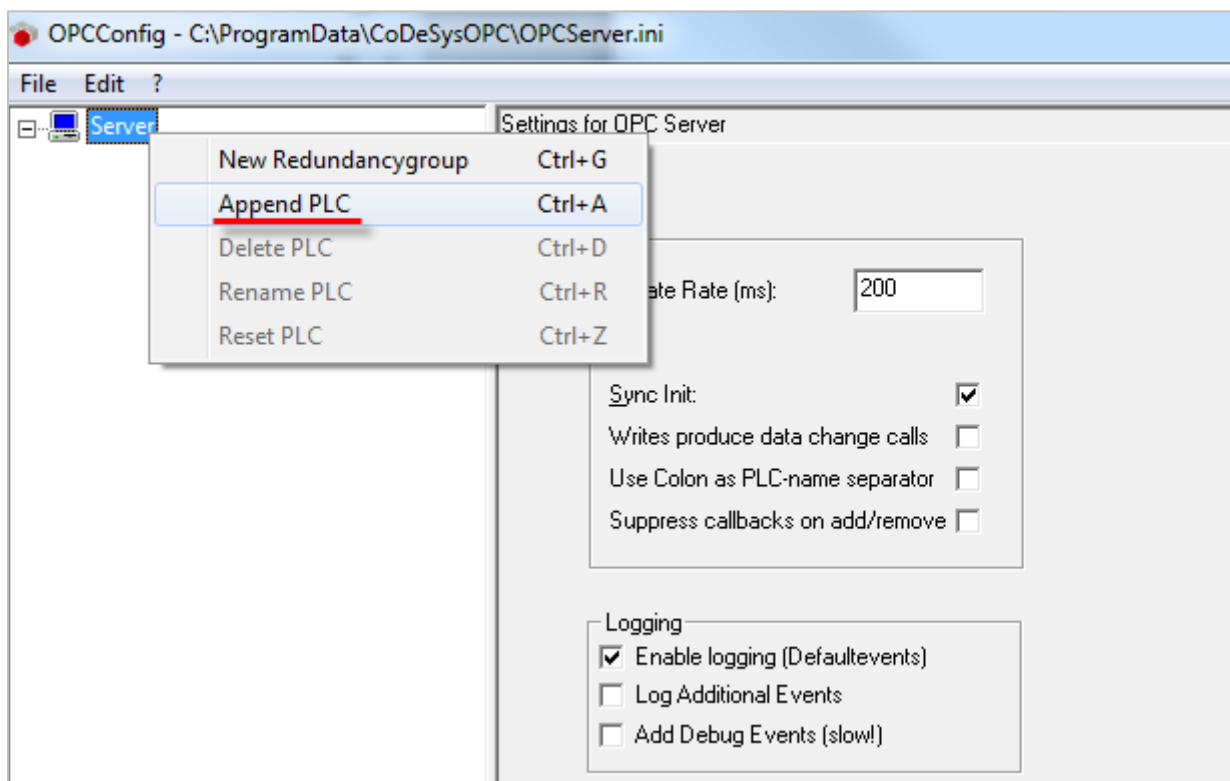 OPCConfig - C:\ProgramData\CoDeSysOPC\OPCServer.ini
File Edit ?
Server
Settings for OPC Server
New Redundancygroup Ctrl+G
Append PLC Ctrl+A
Delete PLC Ctrl+D
Rename PLC Ctrl+R
Reset PLC Ctrl+Z
Rate (ms): 200
Sync Init:
Writes produce data change calls
Use Colon as PLC-name separator
Suppress callbacks on add/remove
Logging
Enable logging (Defaultevents)
Log Additional Events
Add Debug Events (slow!)